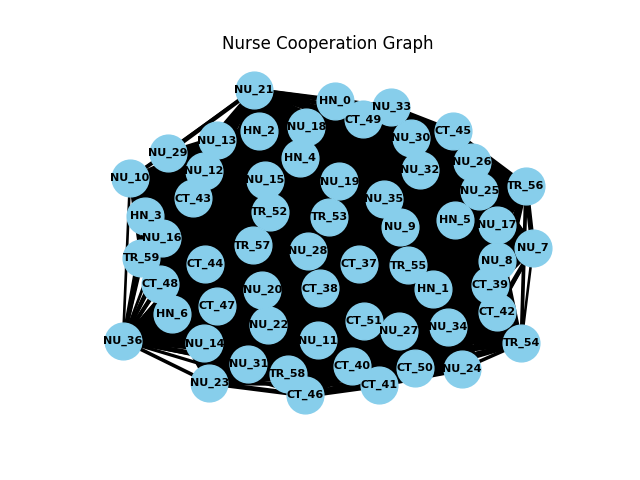 Nurse Cooperation Graph
NU_21
HN_0
NU_33
CT_49
HN_2
NU_18
NU_30
CT_45
NU_13
NU_29
HN_4
NU_26
NU_12
NU_32
NU_10
NU_15
NU_19
TR_56
NU_25
CT_43
NU_35
TR_52
HN_3
TR_53
HN_5
NU_17
NU_9
NU_16
TR_57
NU_7
NU_28
TR_59
NU_8
CT_44
CT_37
TR_55
CT_48
CT_39
NU_20
CT_38
HN_1
CT_47
HN_6
CT_42
CT_51
NU_22
NU_27
NU_34
NU_36
NU_11
NU_14
TR_54
NU_31
CT_40
CT_50
NU_24
TR_58
NU_23
CT_41
CT_46